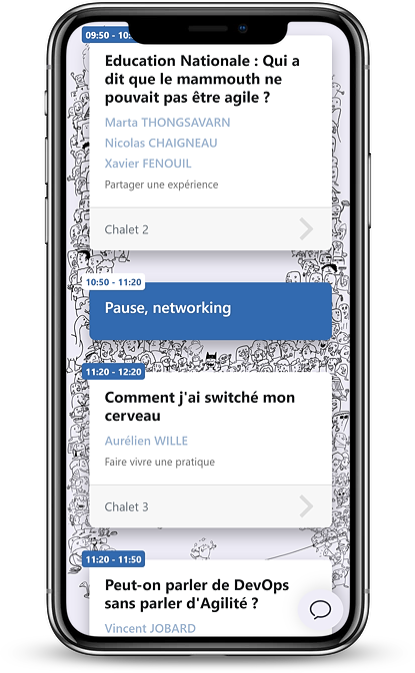 09:50 - 10:
Education Nationale : Qui a
dit que le mammouth ne
pouvait pas être agile ?
Marta THONGSAVARN
Nicolas CHAIGNEAU
Xavier FENOUIL
Partager une expérience
Chalet 2
10:50 - 11:20
Pause, networking
11:20 - 12:20
Comment j'ai switché mon
cerveau
Aurélien WILLE
Faire vivre une pratique
Chalet 3
11:20 - 11:50
Peut-on parler de DevOps
sans parler d'Agilité ?
Vincent JOBARD